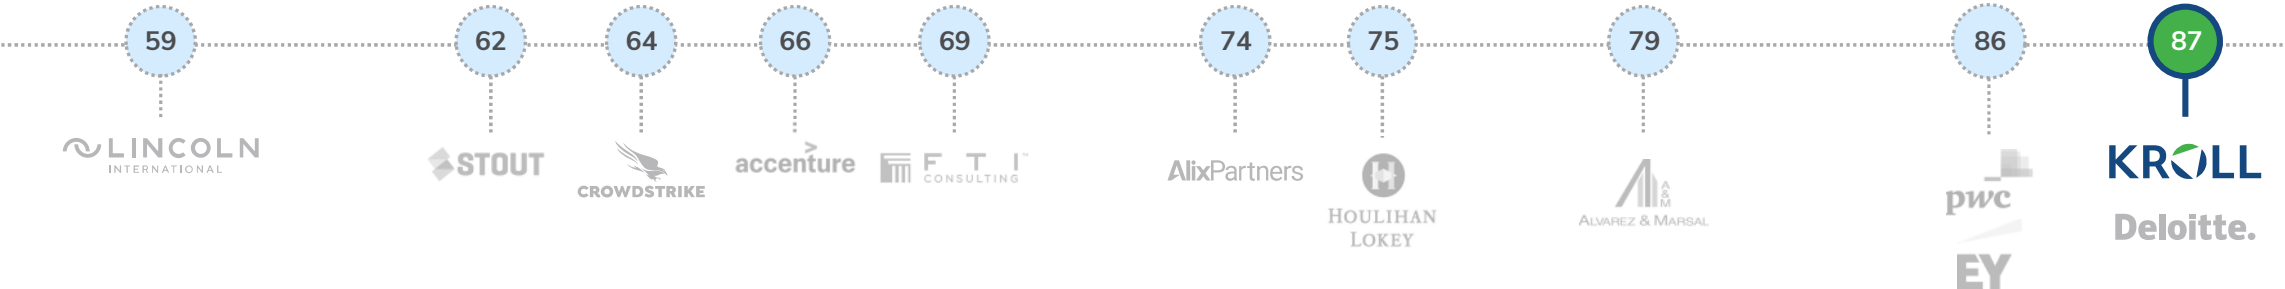 59 62 64 66 69 74 75 79 86 87
LINCOLN
INTERNATIONAL
STOUT
CROWDSTRIKE
accenture
F T I™
CONSULTING
AlixPartners
H
HOULIHAN
LOKEY
A&M
ALVAREZ & MARSAL
pwc
EY
KROLL
Deloitte.